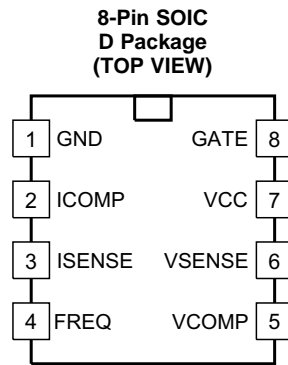 8-Pin SOIC
D Package
(TOP VIEW)
1 GND GATE 8
2 ICOMP VCC 7
3 ISENSE VSENSE 6
4 FREQ VCOMP 5